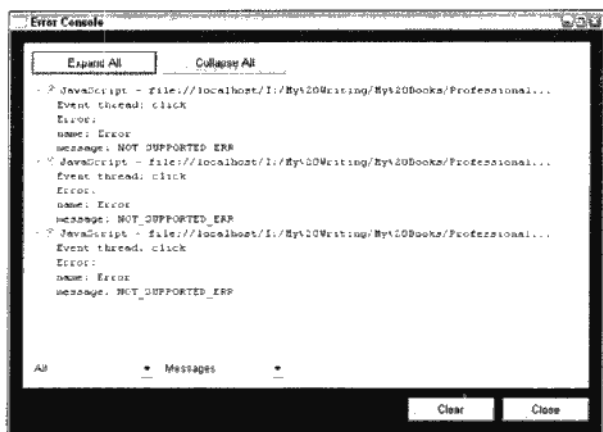 Error Console
Expand All Collapse All
JavaScript - file://localhost/I:/My%20Writing/My%20Books/Professional...
Event thread: click
Error:
name: Error
message: NOT_SUPPORTED_ERR
JavaScript - file://localhost/I:/My%20Writing/My%20Books/Professional...
Event thread: click
Error:
name: Error
message: NOT_SUPPORTED_ERR
JavaScript - file://localhost/I:/My%20Writing/My%20Books/Professional...
Event thread: click
Error:
name: Error
message: NOT_SUPPORTED_ERR
All Messages
Clear Close